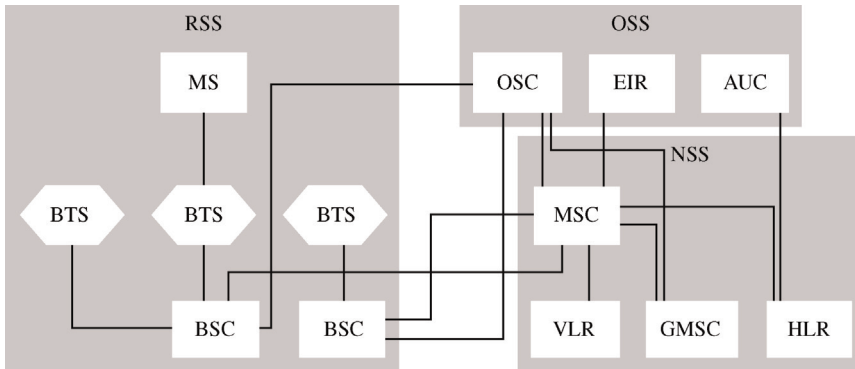 RSS
OSS
MS
OSC
EIR
AUC
NSS
BTS
BTS
BTS
MSC
BSC
BSC
VLR
GMSC
HLR